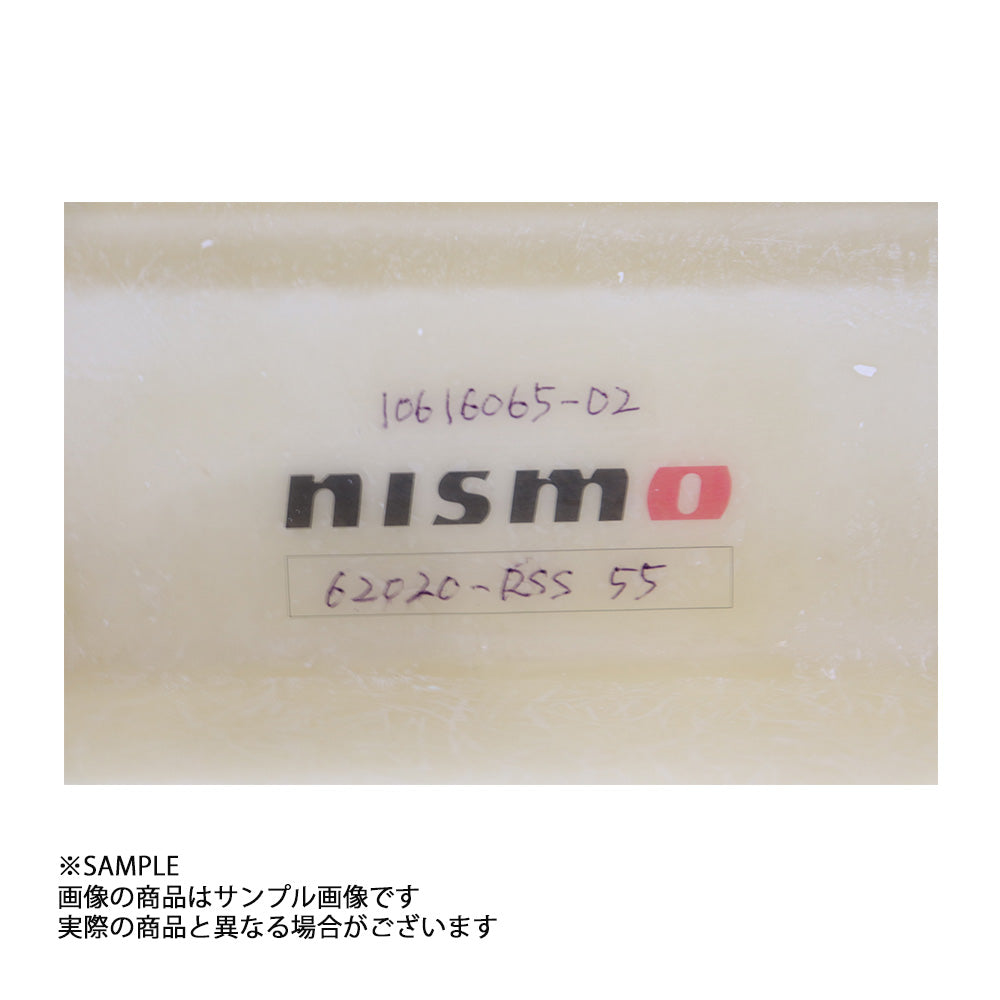 10616065-02
nismo
62020-RSS 55
※SAMPLE
画像の商品はサンプル画像です
実際の商品と異なる場合がございます